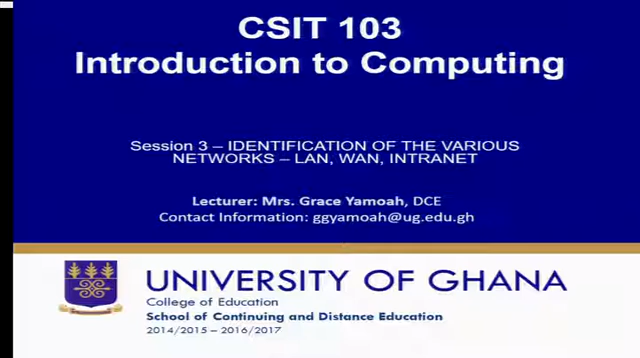 CSIT 103
Introduction to Computing
Session 3 – IDENTIFICATION OF THE VARIOUS
NETWORKS – LAN, WAN, INTRANET
Lecturer: Mrs. Grace Yamoah, DCE
Contact Information: ggyamoah@ug.edu.gh
UNIVERSITY OF GHANA
College of Education
School of Continuing and Distance Education
2014/2015 – 2016/2017